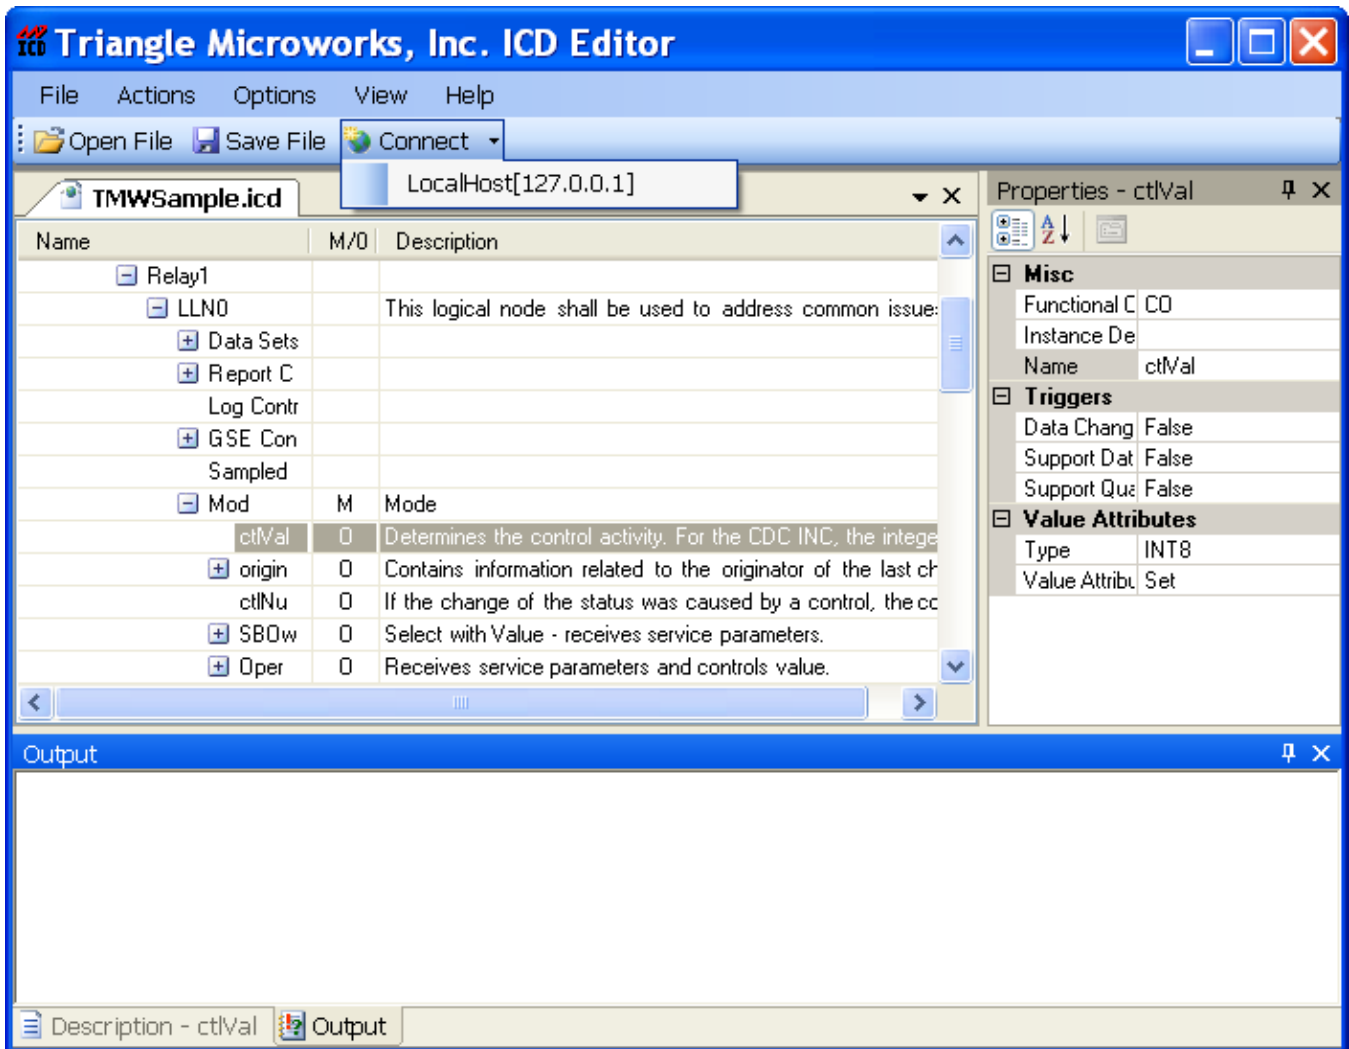 ICD Triangle Microworks, Inc. ICD Editor
File Actions Options View Help
Open File Save File Connect
LocalHost[127.0.0.1]
TMWSample.icd
Properties - ctlVal
Name M/O Description
Relay1
LLN0 This logical node shall be used to address common issue
Data Sets
Report C
Log Contr
GSE Con
Sampled
Mod M Mode
ctlVal O Determines the control activity. For the CDC INC, the intege
origin O Contains information related to the originator of the last ch
ctlNu O If the change of the status was caused by a control, the co
SBOw O Select with Value - receives service parameters.
Oper O Receives service parameters and controls value.
A
Z
Misc
Functional C CO
Instance De
Name ctlVal
Triggers
Data Chang False
Support Dat False
Support Qua False
Value Attributes
Type INT8
Value Attribu Set
Output
Description - ctlVal Output